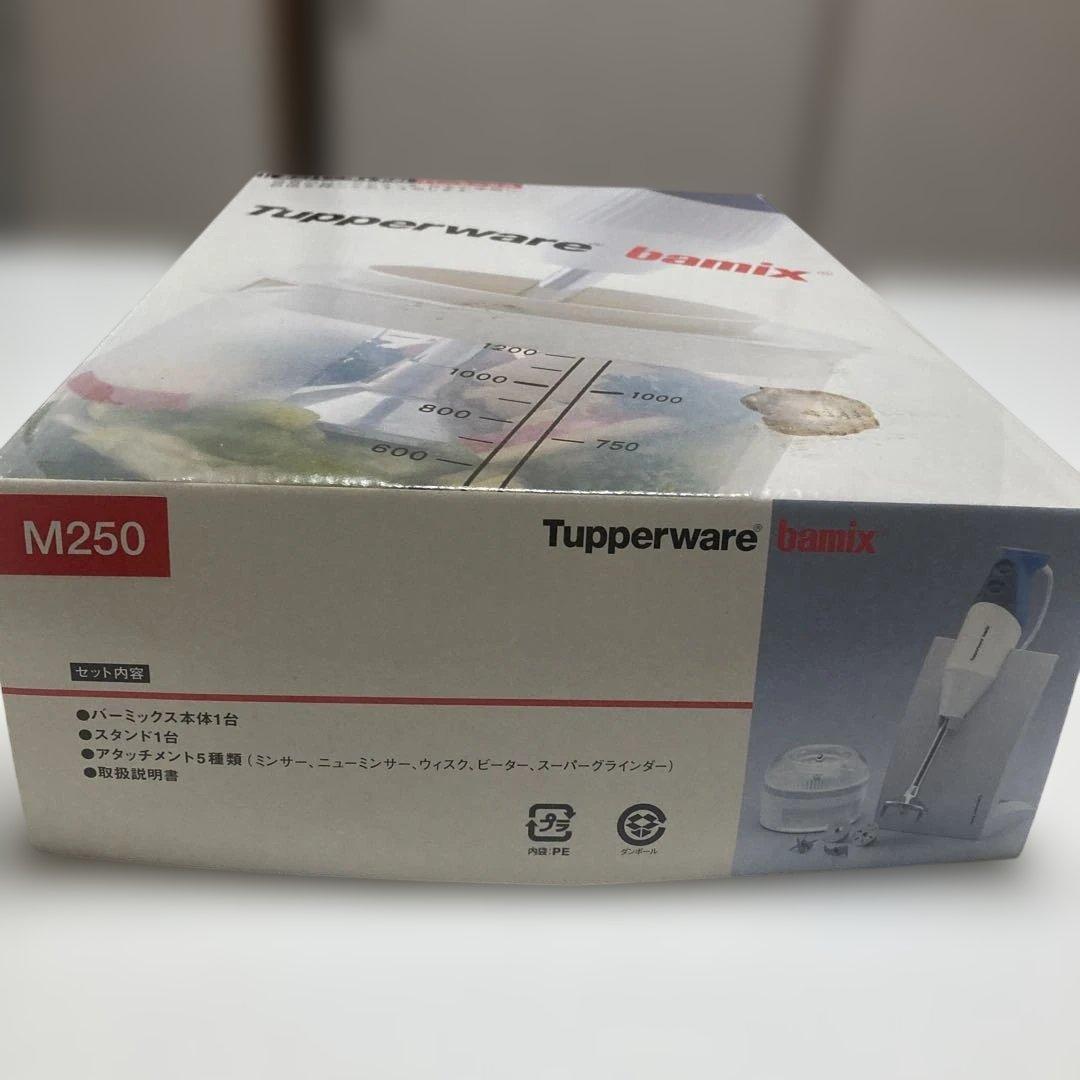 Tupperware® bamix®
1200
1000
1000
800
750
600
M250
Tupperware® bamix
セット内容
●バーミックス本体1台
●スタンド1台
●アタッチメント5種類（ミンサー、ニューミンサー、ウィスク、ビーター、スーパーグラインダー）
●取扱説明書
プラ
内袋:PE
ダンボール
Tupperware bamix